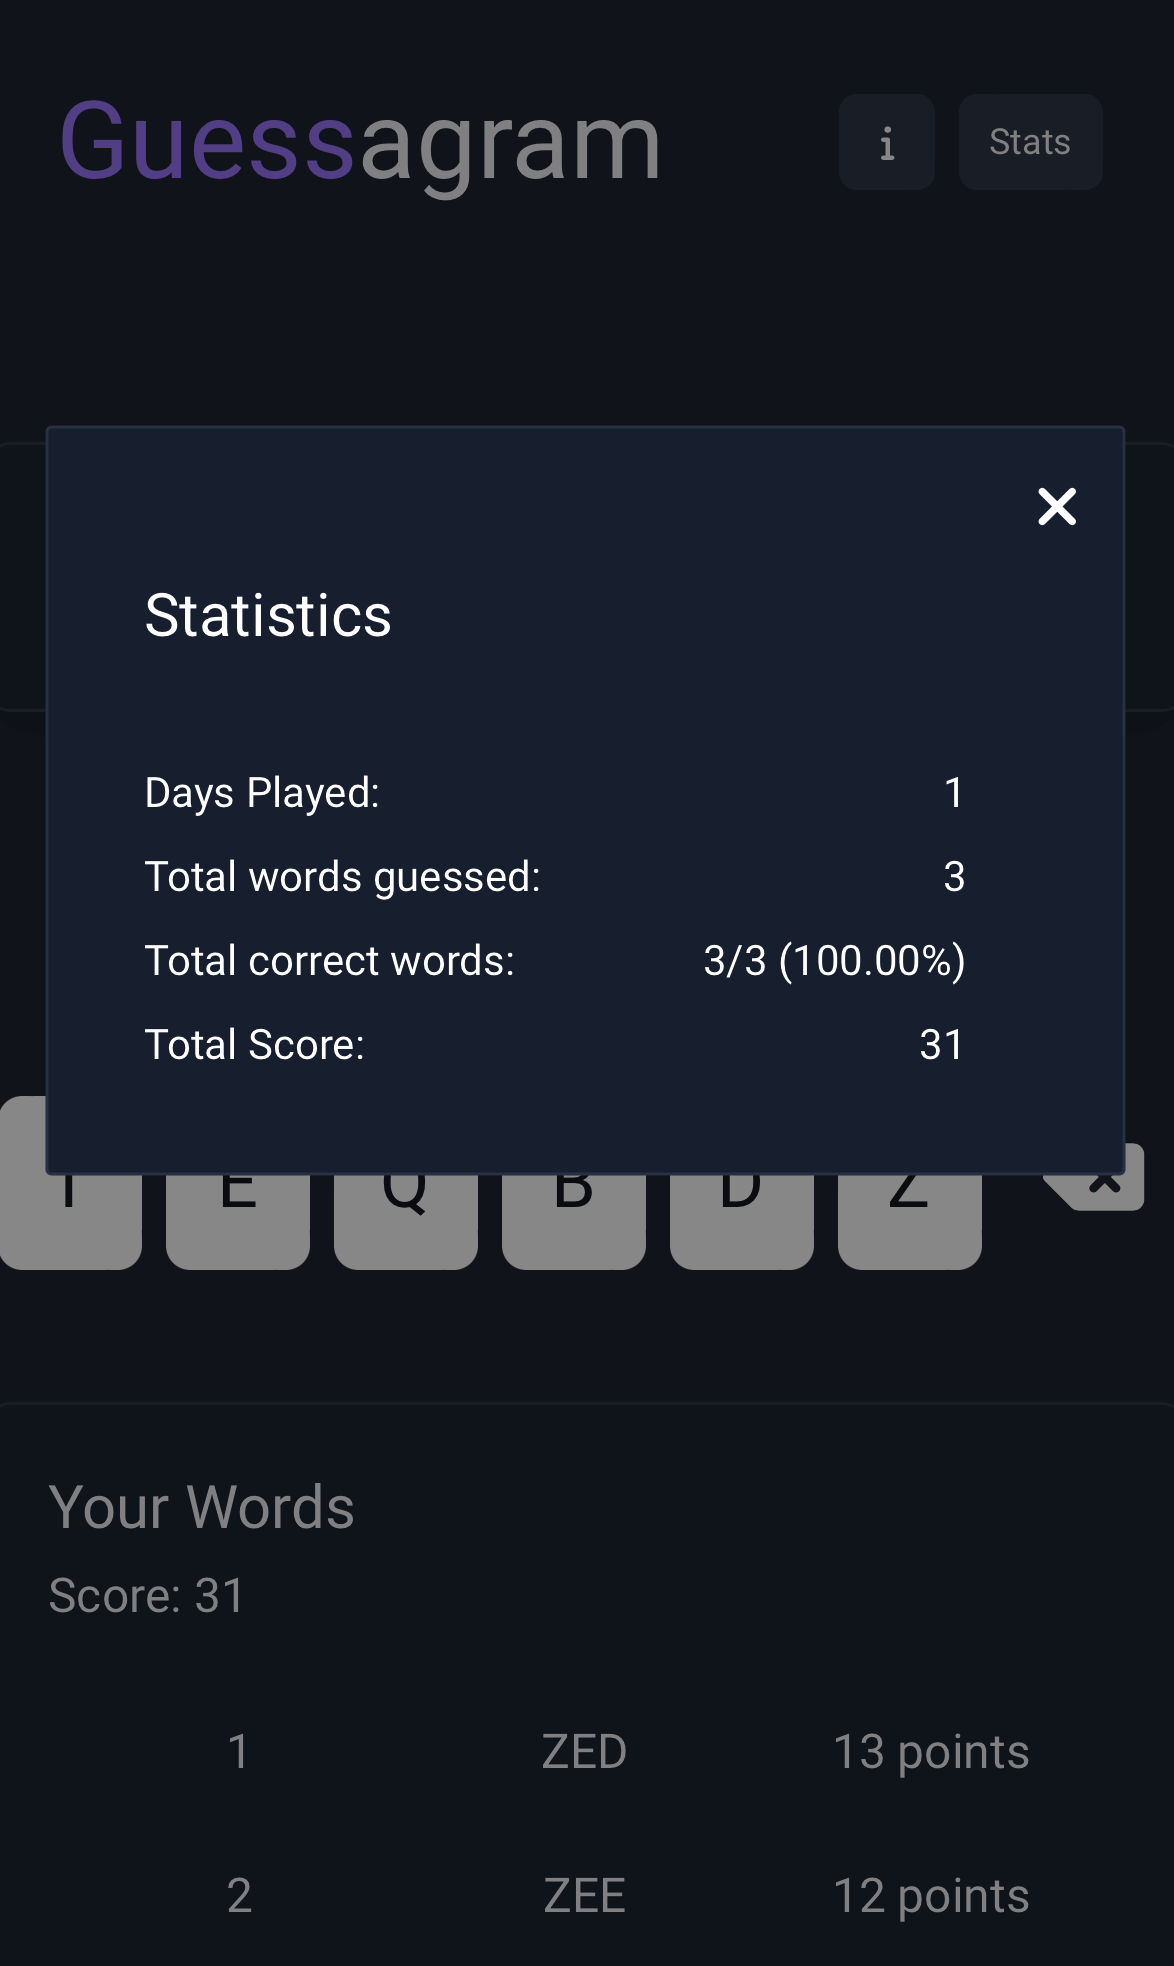 Guessagram
i Stats
Statistics
Days Played: 1
Total words guessed: 3
Total correct words: 3/3 (100.00%)
Total Score: 31
E Q B D Z
Your Words
Score: 31
1 ZED 13 points
2 ZEE 12 points